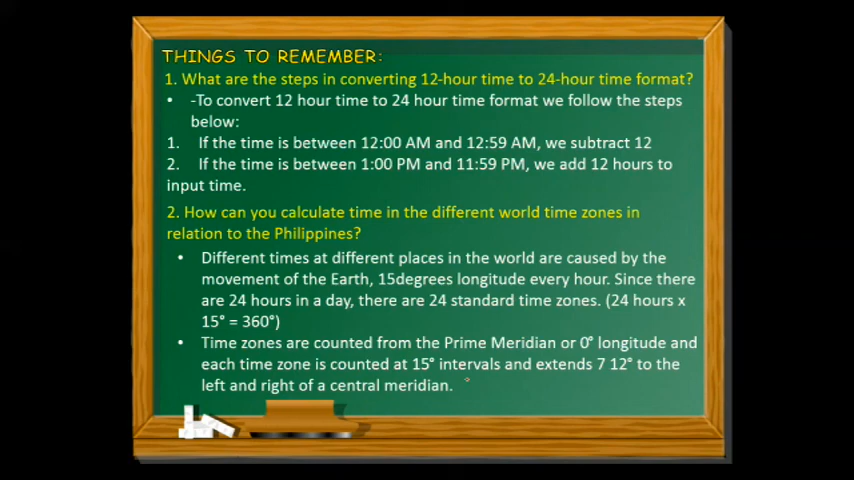 THINGS TO REMEMBER:
1. What are the steps in converting 12-hour time to 24-hour time format?
• -To convert 12 hour time to 24 hour time format we follow the steps
below:
1. If the time is between 12:00 AM and 12:59 AM, we subtract 12
2. If the time is between 1:00 PM and 11:59 PM, we add 12 hours to
input time.
2. How can you calculate time in the different world time zones in
relation to the Philippines?
• Different times at different places in the world are caused by the
movement of the Earth, 15degrees longitude every hour. Since there
are 24 hours in a day, there are 24 standard time zones. (24 hours x
15° = 360°)
• Time zones are counted from the Prime Meridian or 0° longitude and
each time zone is counted at 15° intervals and extends 7 12° to the
left and right of a central meridian.